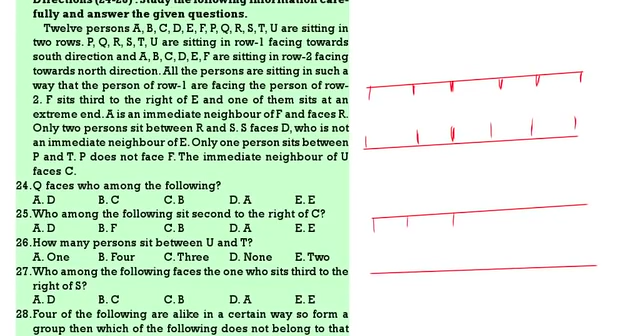 Directions (24-28) : Study the following information care-
fully and answer the given questions.
Twelve persons A, B, C, D, E, F, P, Q, R, S, T, U are sitting in
two rows. P, Q, R, S, T, U are sitting in row-1 facing towards
south direction and A, B, C, D, E, F are sitting in row-2 facing
towards north direction. All the persons are sitting in such a
way that the person of row-1 are facing the person of row-
2. F sits third to the right of E and one of them sits at an
extreme end. A is an immediate neighbour of F and faces R.
Only two persons sit between R and S. S faces D, who is not
an immediate neighbour of E. Only one person sits between
P and T. P does not face F. The immediate neighbour of U
faces C.
24.Q faces who among the following?
A. D B. C C. B D. A E. E
25.Who among the following sit second to the right of C?
A. D B. F C. B D. A E. E
26.How many persons sit between U and T?
A. One B. Four C. Three D. None E. Two
27.Who among the following faces the one who sits third to the
right of S?
A. D B. C C. B D. A E. E
28.Four of the following are alike in a certain way so form a
group then which of the following does not belong to that